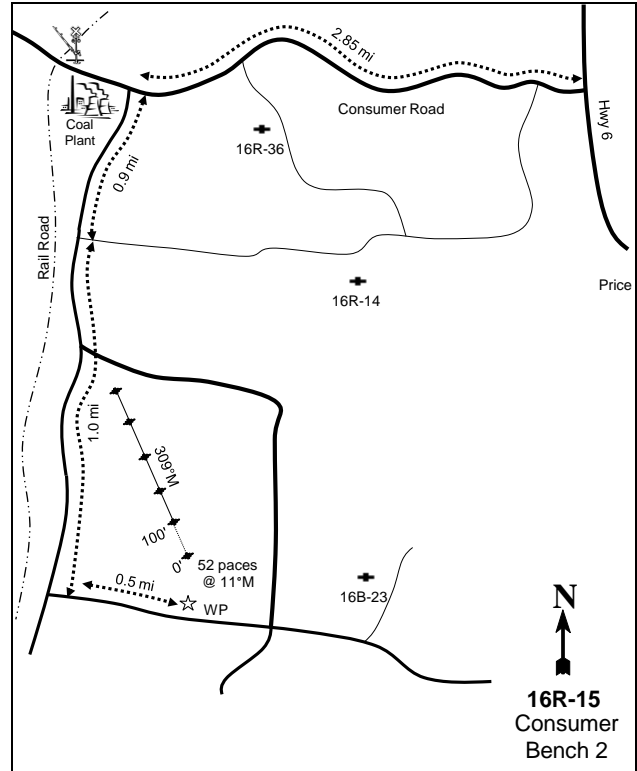 2.85 mi
Coal
Plant
Consumer Road
Hwy 6
16R-36
0.9 mi
Rail Road
16R-14
Price
1.0 mi
309°M
100'
0'
52 paces
@ 11°M
0.5 mi
WP
16B-23
N
16R-15
Consumer
Bench 2